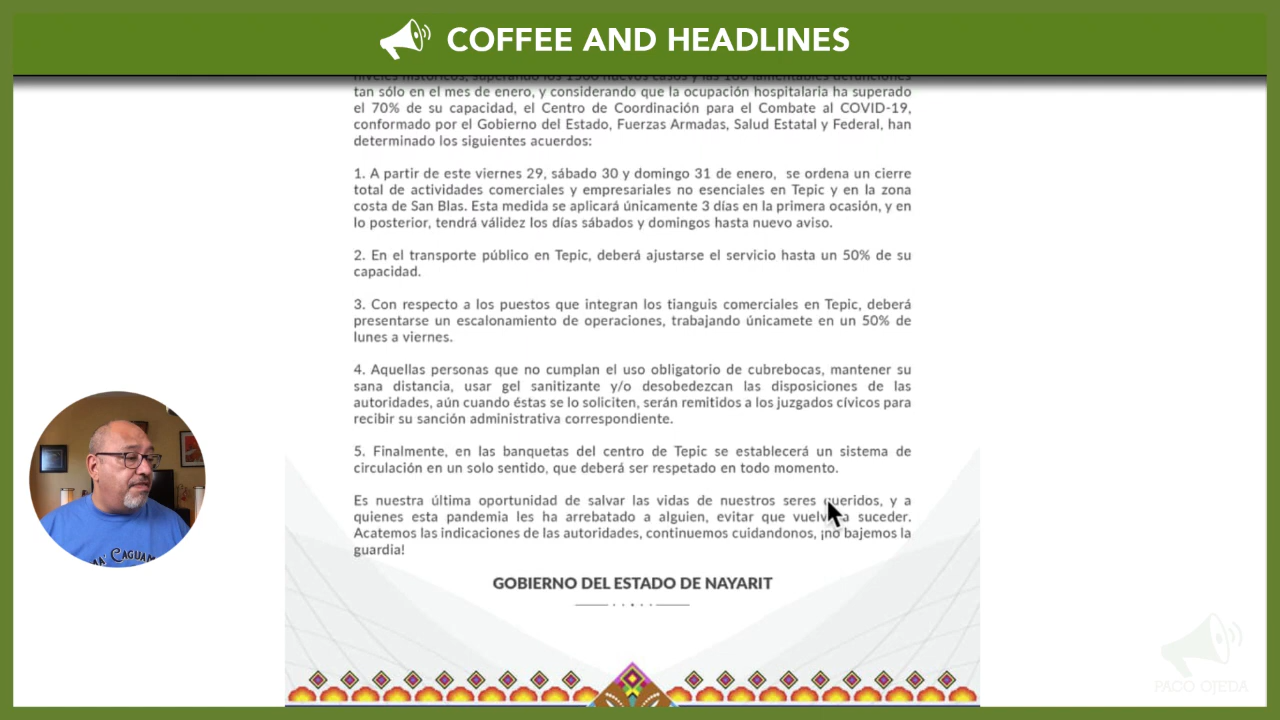 COFFEE AND HEADLINES
niveles históricos, superando los 1500 nuevos casos y las 130 lamentables defunciones
tan sólo en el mes de enero, y considerando que la ocupación hospitalaria ha superado
el 70% de su capacidad, el Centro de Coordinación para el Combate al COVID-19,
conformado por el Gobierno del Estado, Fuerzas Armadas, Salud Estatal y Federal, han
determinado los siguientes acuerdos:
1. A partir de este viernes 29, sábado 30 y domingo 31 de enero, se ordena un cierre
total de actividades comerciales y empresariales no esenciales en Tepic y en la zona
costa de San Blas. Esta medida se aplicará únicamente 3 días en la primera ocasión, y en
lo posterior, tendrá válidez los días sábados y domingos hasta nuevo aviso.
2. En el transporte público en Tepic, deberá ajustarse el servicio hasta un 50% de su
capacidad.
3. Con respecto a los puestos que integran los tianguis comerciales en Tepic, deberá
presentarse un escalonamiento de operaciones, trabajando únicamete en un 50% de
lunes a viernes.
4. Aquellas personas que no cumplan el uso obligatorio de cubrebocas, mantener su
sana distancia, usar gel sanitizante y/o desobedezcan las disposiciones de las
autoridades, aún cuando éstas se lo soliciten, serán remitidos a los juzgados cívicos para
recibir su sanción administrativa correspondiente.
5. Finalmente, en las banquetas del centro de Tepic se establecerá un sistema de
circulación en un solo sentido, que deberá ser respetado en todo momento.
Es nuestra última oportunidad de salvar las vidas de nuestros seres queridos, y a
quienes esta pandemia les ha arrebatado a alguien, evitar que vuelva a suceder.
Acatemos las indicaciones de las autoridades, continuemos cuidandonos, ¡no bajemos la
guardia!
GOBIERNO DEL ESTADO DE NAYARIT
CAGUAM
PACO OJEDA